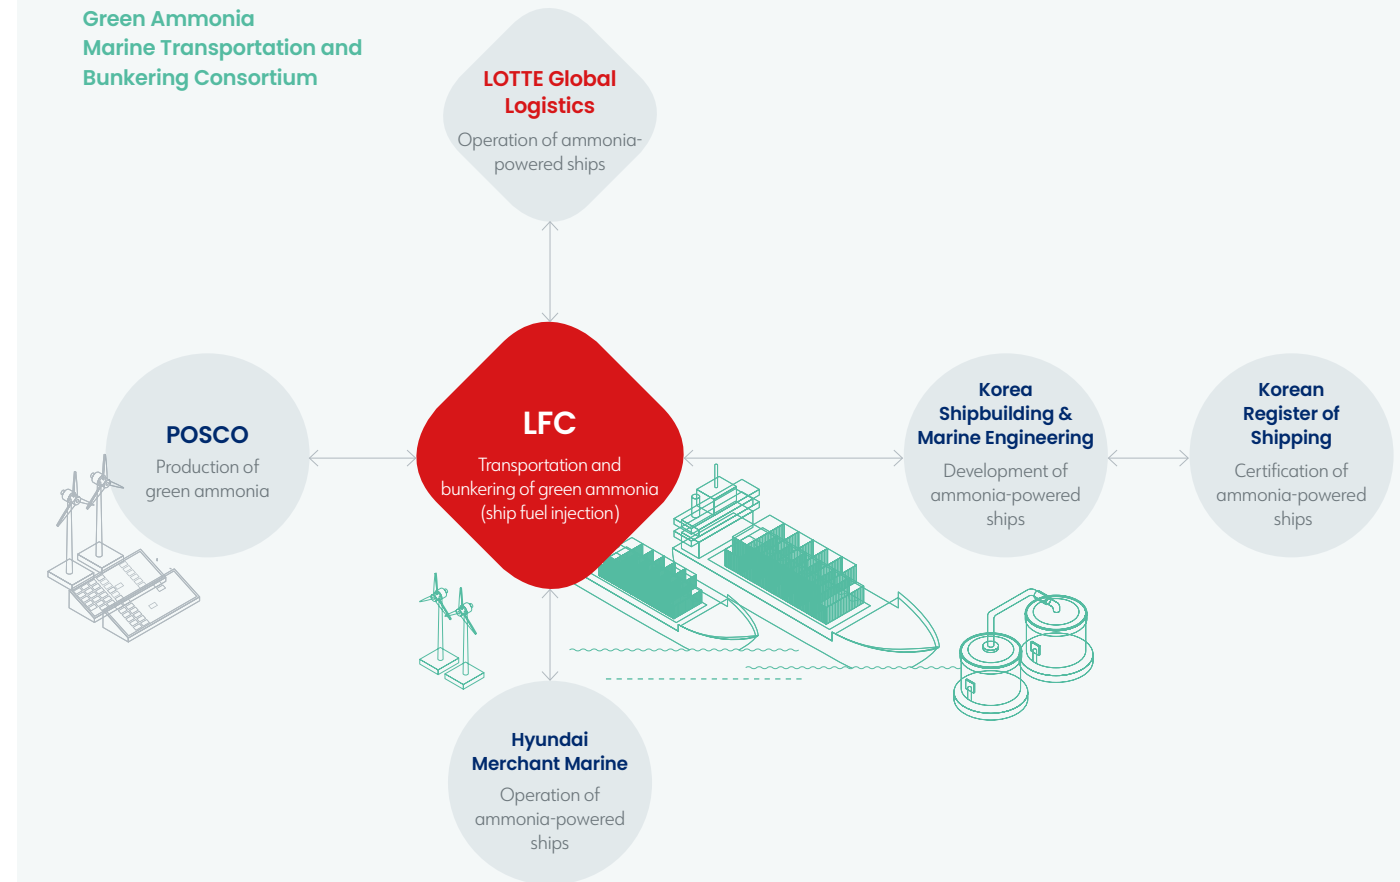 Green Ammonia
Marine Transportation and
Bunkering Consortium
LOTTE Global
Logistics
Operation of ammonia-
powered ships
POSCO
Production of
green ammonia
LFC
Transportation and
bunkering of green ammonia
(ship fuel injection)
Korea
Shipbuilding &
Marine Engineering
Development of
ammonia-powered
ships
Korean
Register of
Shipping
Certification of
ammonia-powered
ships
Hyundai
Merchant Marine
Operation of
ammonia-powered
ships